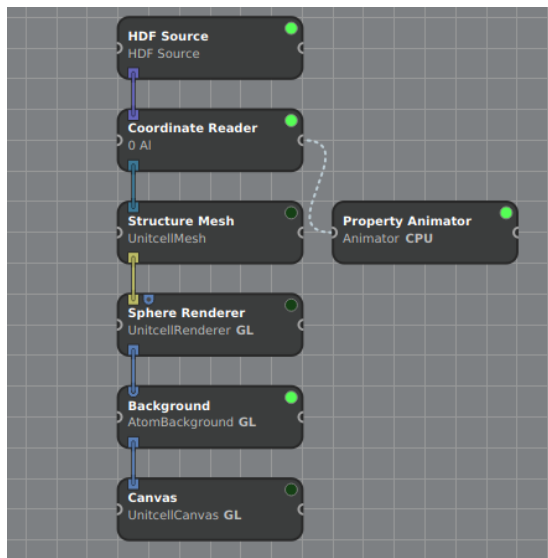 HDF Source
HDF Source
Coordinate Reader
0 Al
Structure Mesh
UnitcellMesh
Property Animator
Animator CPU
Sphere Renderer
UnitcellRenderer GL
Background
AtomBackground GL
Canvas
UnitcellCanvas GL